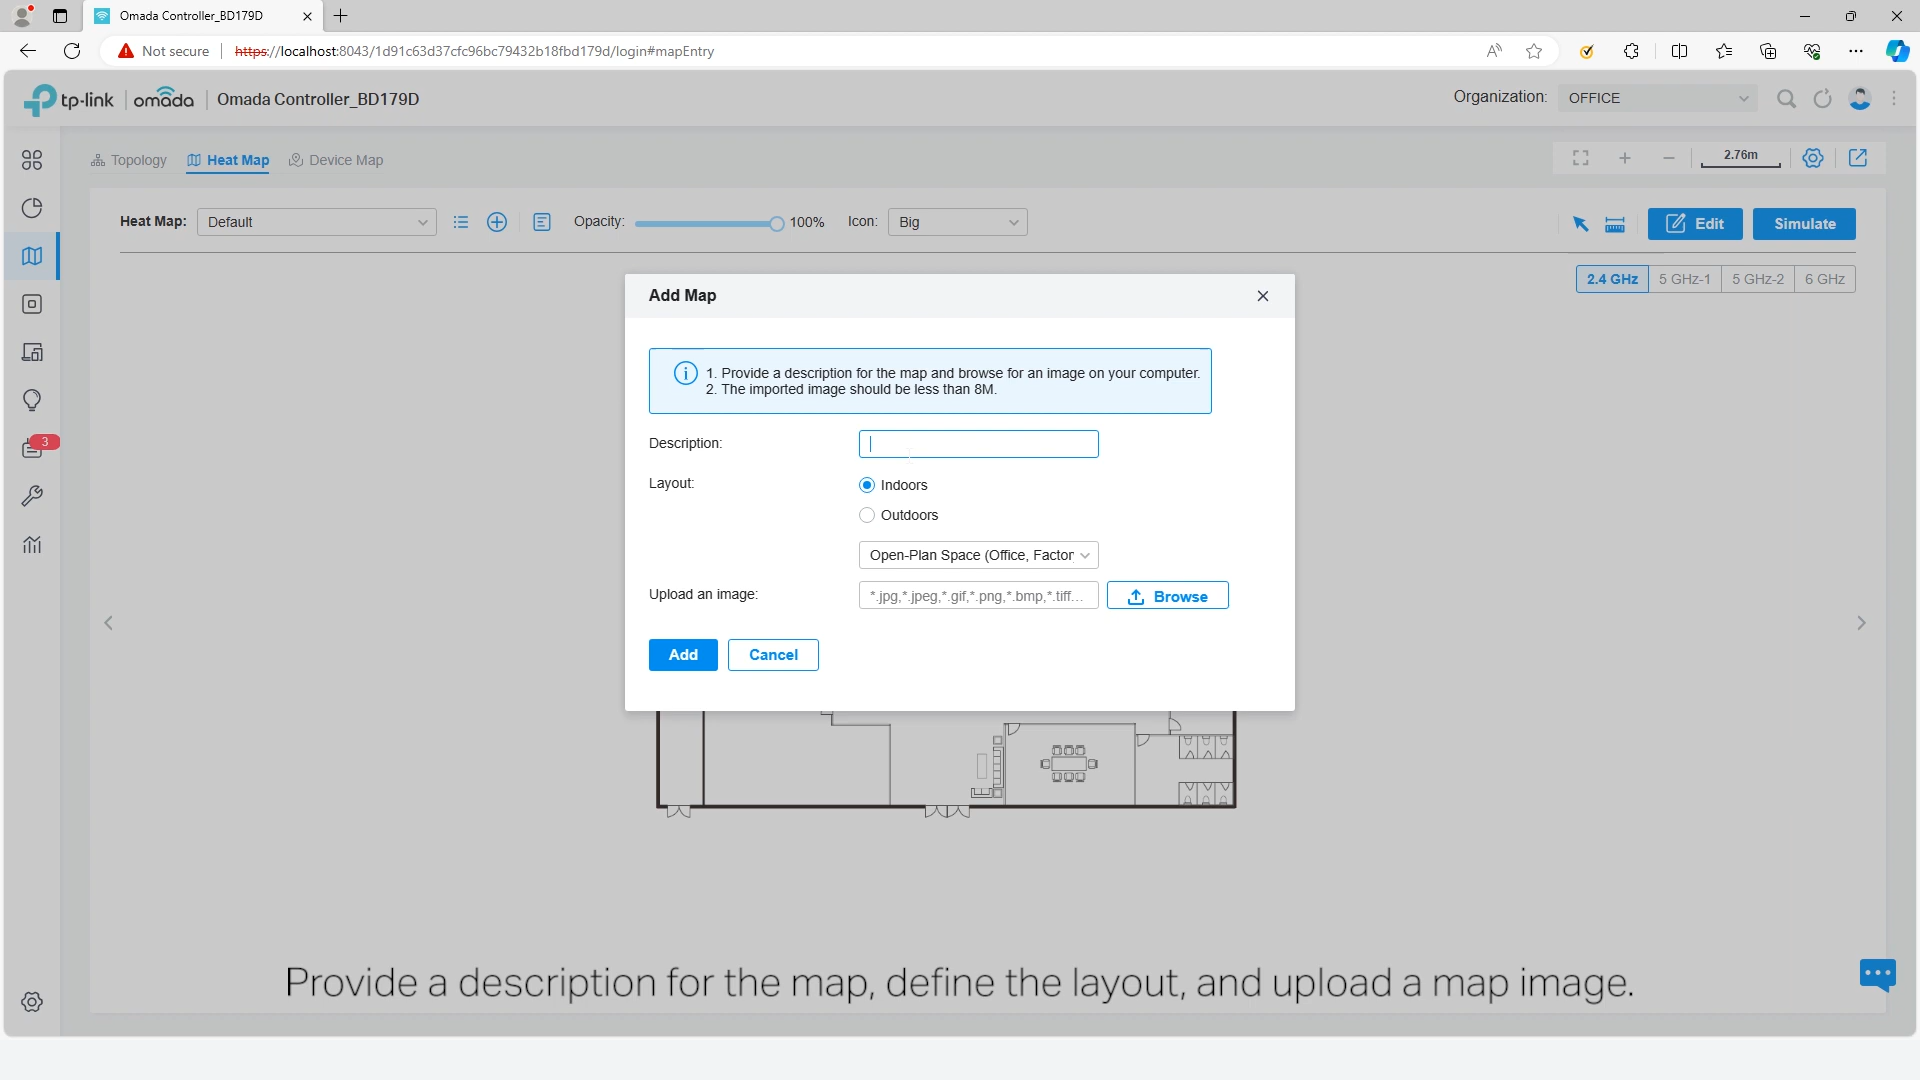 Omada Controller_BD179D
Not secure
https://localhost:8043/1d91c63d37cfc96bc79432b18fbd179d/login#mapEntry
tp-link
omada
Omada Controller_BD179D
Organization:
OFFICE
Topology
Heat Map
Device Map
2.76m
Heat Map:
Default
Opacity:
100%
Icon:
Big
Edit
Simulate
2.4 GHz
5 GHz-1
5 GHz-2
6 GHz
3
Add Map
1. Provide a description for the map and browse for an image on your computer.
2. The imported image should be less than 8M.
Description:
Layout:
Indoors
Outdoors
Open-Plan Space (Office, Factor
Upload an image:
*.jpg,*.jpeg,*.gif,*.png,*.bmp,*.tiff...
Browse
Add
Cancel
Provide a description for the map, define the layout, and upload a map image.